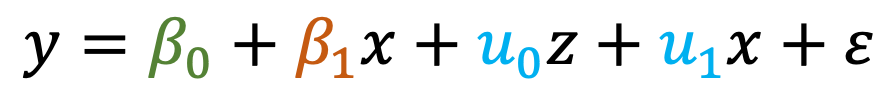 y = β₀ + β₁x + u₀z + u₁x + ε